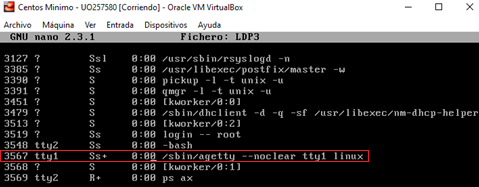 Centos Minimo - UO257580 [Corriendo] - Oracle VM VirtualBox
Archivo Máquina Ver Entrada Dispositivos Ayuda
GNU nano 2.3.1 Fichero: LDP3
3127 ? Ssl 0:00 /usr/sbin/rsyslogd -n
3385 ? Ss 0:00 /usr/libexec/postfix/master -w
3390 ? S 0:00 pickup -l -t unix -u
3391 ? S 0:00 qmgr -l -t unix -u
3451 ? S 0:00 [kworker/0:0]
3479 ? S 0:00 /sbin/dhclient -d -q -sf /usr/libexec/nm-dhcp-helper
3513 ? S 0:00 [kworker/0:2]
3519 ? Ss 0:00 login -- root
3548 tty2 Ss 0:00 -bash
3567 tty1 Ss+ 0:00 /sbin/agetty --noclear tty1 linux
3568 ? S 0:00 [kworker/0:1]
3569 tty2 R+ 0:00 ps ax